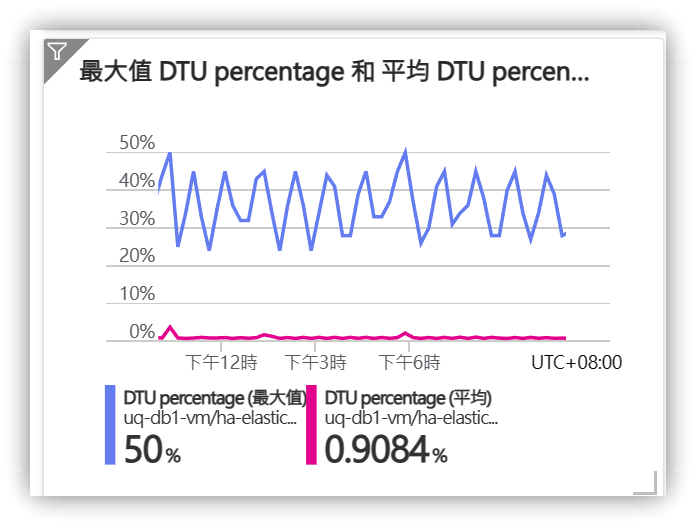 最大值 DTU percentage 和 平均 DTU percen...
50%
40%
30%
20%
10%
0%
下午12時 下午3時 下午6時 UTC+08:00
DTU percentage (最大值)
uq-db1-vm/ha-elastic...
50%
DTU percentage (平均)
uq-db1-vm/ha-elastic...
0.9084%